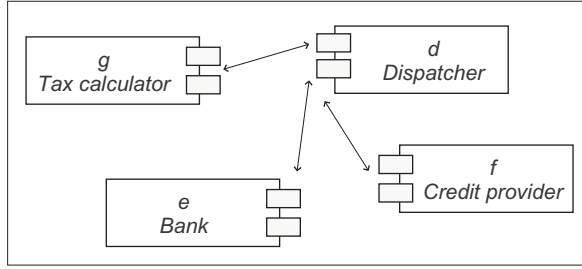 g
Tax calculator
d
Dispatcher
e
Bank
f
Credit provider